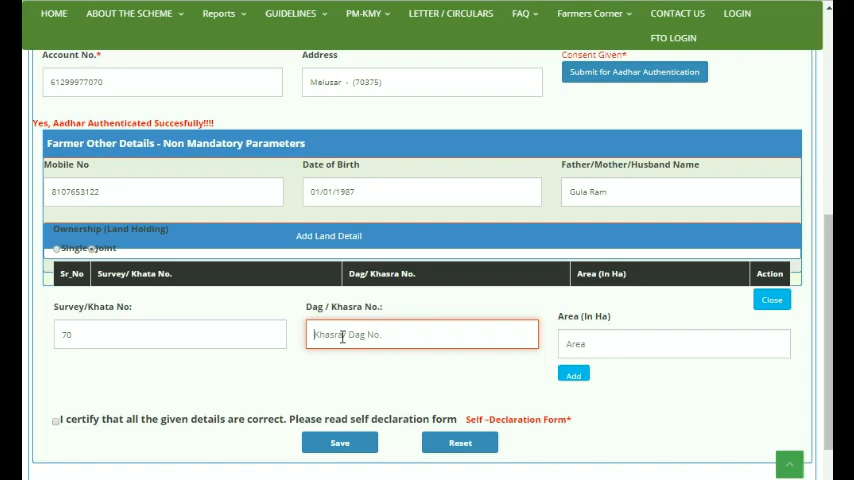 HOME ABOUT THE SCHEME Reports GUIDELINES PM-KMY LETTER / CIRCULARS FAQ Farmers Corner CONTACT US LOGIN
FTO LOGIN
Account No.* Address Consent Given*
61299977070 Melusar - (70375) Submit for Aadhar Authentication
Yes, Aadhar Authenticated Succesfully!!!!
Farmer Other Details - Non Mandatory Parameters
Mobile No Date of Birth Father/Mother/Husband Name
8107653122 01/01/1987 Gula Ram
Ownership (Land Holding)
Add Land Detail
Single Joint
Sr_No Survey/ Khata No. Dag/ Khasra No. Area (In Ha) Action
Close
Survey/Khata No: Dag / Khasra No.: Area (In Ha)
70 Khasra/ Dag No. Area
Add
I certify that all the given details are correct. Please read self declaration form Self –Declaration Form*
Save Reset